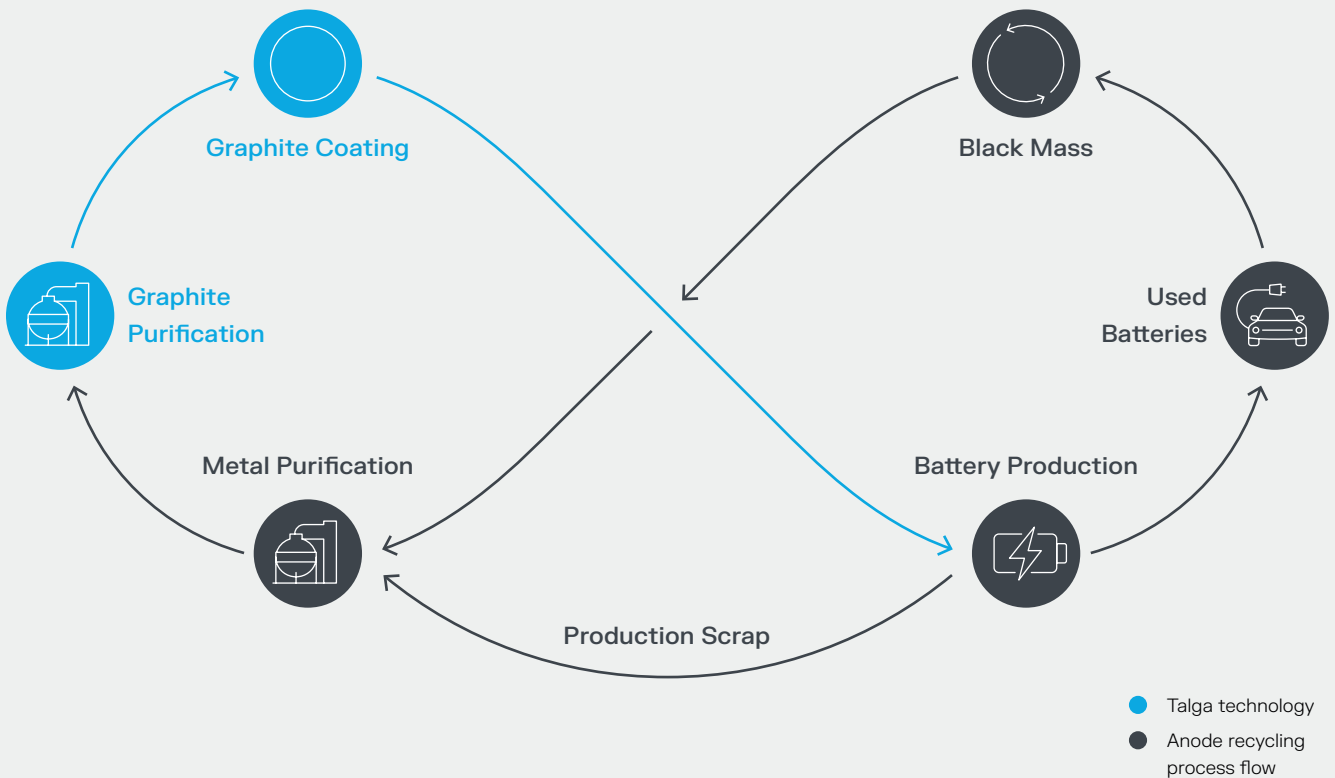 Graphite Coating
Black Mass
Graphite
Purification
Used
Batteries
Metal Purification
Battery Production
Production Scrap
Talga technology
Anode recycling
process flow